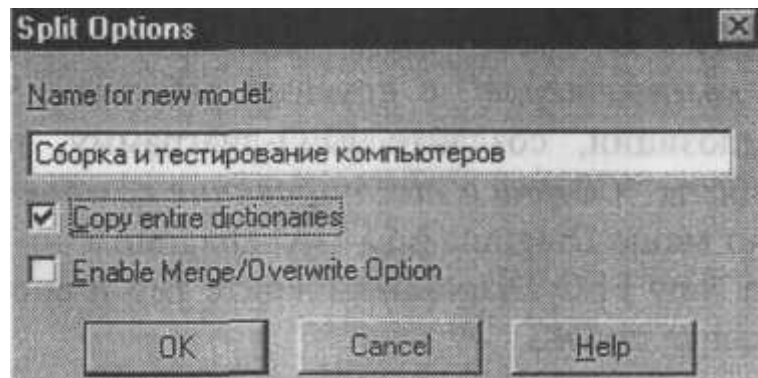 Split Options
Name for new model:
Сборка и тестирование компьютеров
Copy entire dictionaries
Enable Merge/Overwrite Option
OK Cancel Help